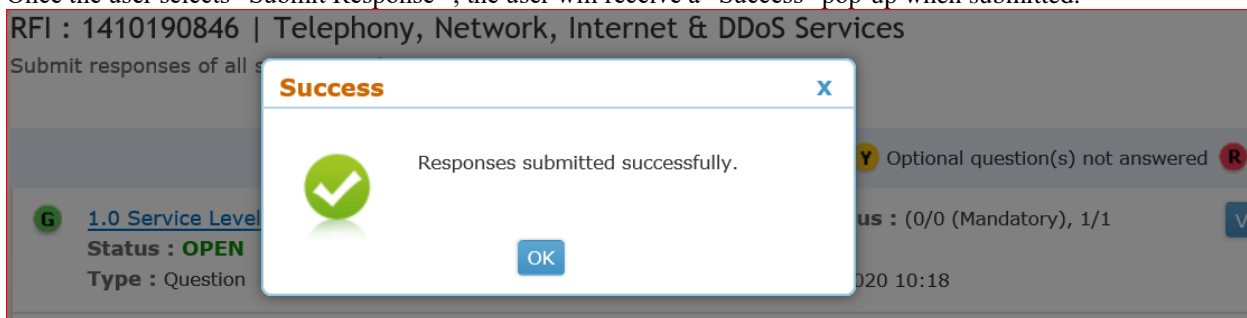 Once the user selects "Submit Response", the user will receive a "Success" pop-up when submitted.
RFI : 1410190846 | Telephony, Network, Internet & DDoS Services
Submit responses of all
Success X
Responses submitted successfully.
Y Optional question(s) not answered R
G 1.0 Service Level
us : (0/0 (Mandatory), 1/1
V
Status : OPEN
OK
Type : Question
020 10:18